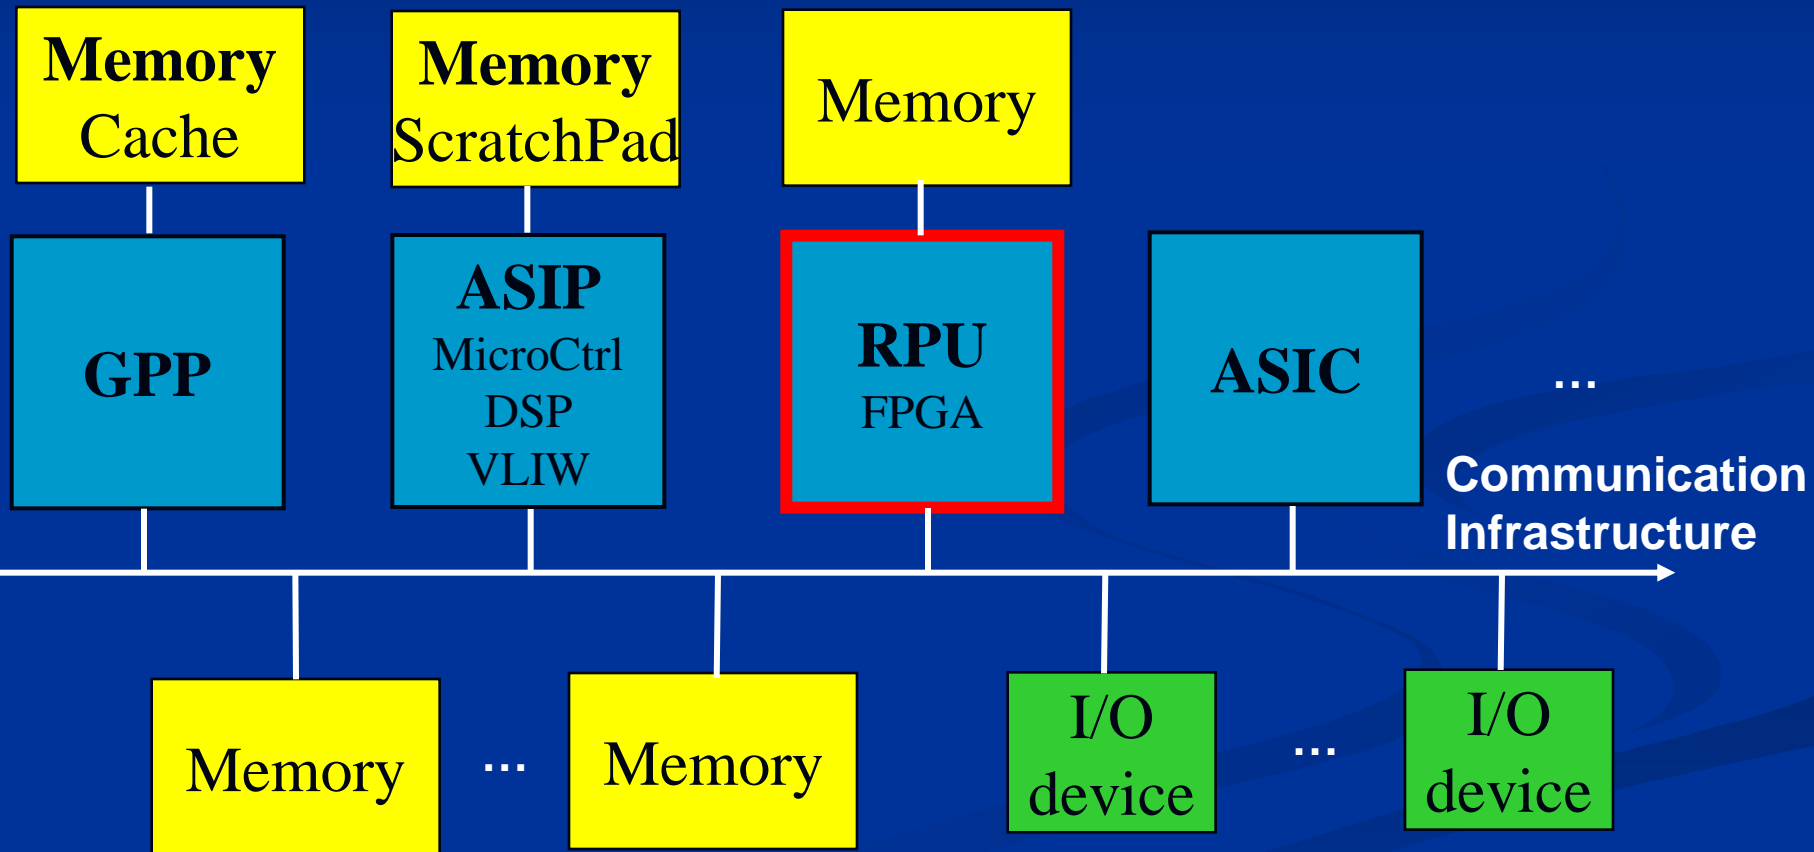 Memory
Cache
Memory
ScratchPad
Memory
GPP
ASIP
MicroCtrl
DSP
VLIW
RPU
FPGA
ASIC
...
Communication
Infrastructure
Memory
...
Memory
I/O
device
...
I/O
device